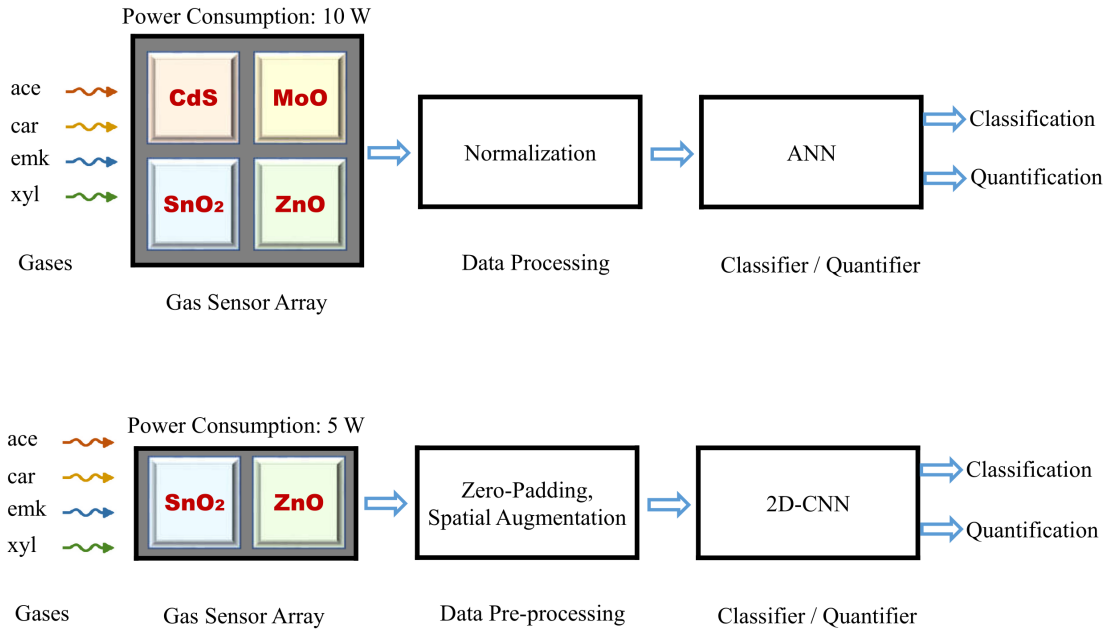 Power Consumption: 10 W
ace
car
emk
xyl
CdS
MoO
SnO₂
ZnO
Normalization
ANN
Classification
Quantification
Gases
Gas Sensor Array
Data Processing
Classifier / Quantifier
Power Consumption: 5 W
ace
car
emk
xyl
SnO₂
ZnO
Zero-Padding,
Spatial Augmentation
2D-CNN
Classification
Quantification
Gases
Gas Sensor Array
Data Pre-processing
Classifier / Quantifier